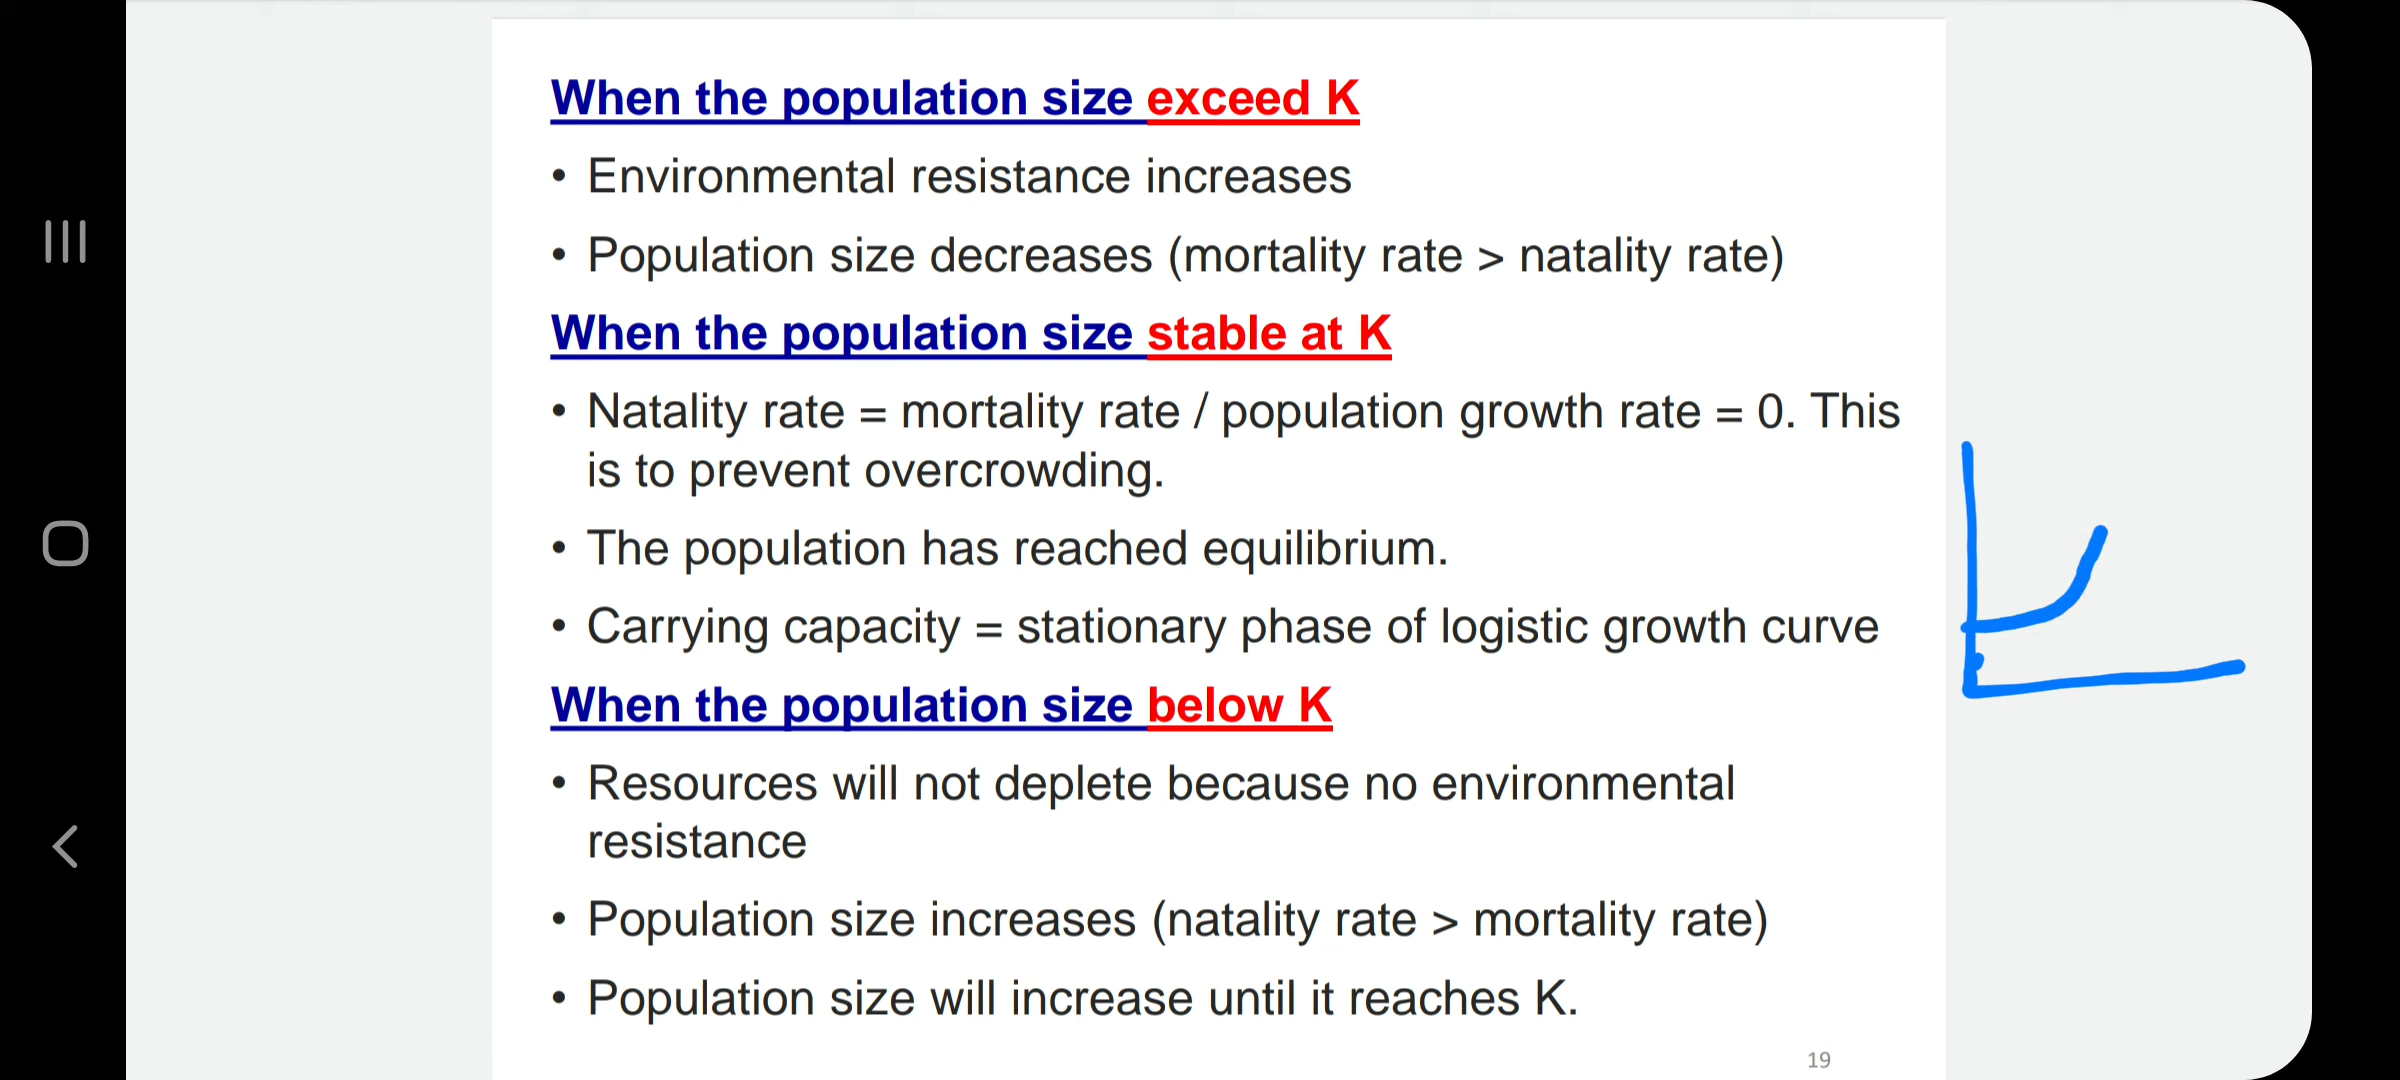 When the population size exceed K
• Environmental resistance increases
• Population size decreases (mortality rate > natality rate)
When the population size stable at K
• Natality rate = mortality rate / population growth rate = 0. This
is to prevent overcrowding.
• The population has reached equilibrium.
• Carrying capacity = stationary phase of logistic growth curve
When the population size below K
• Resources will not deplete because no environmental
resistance
• Population size increases (natality rate > mortality rate)
• Population size will increase until it reaches K.
19